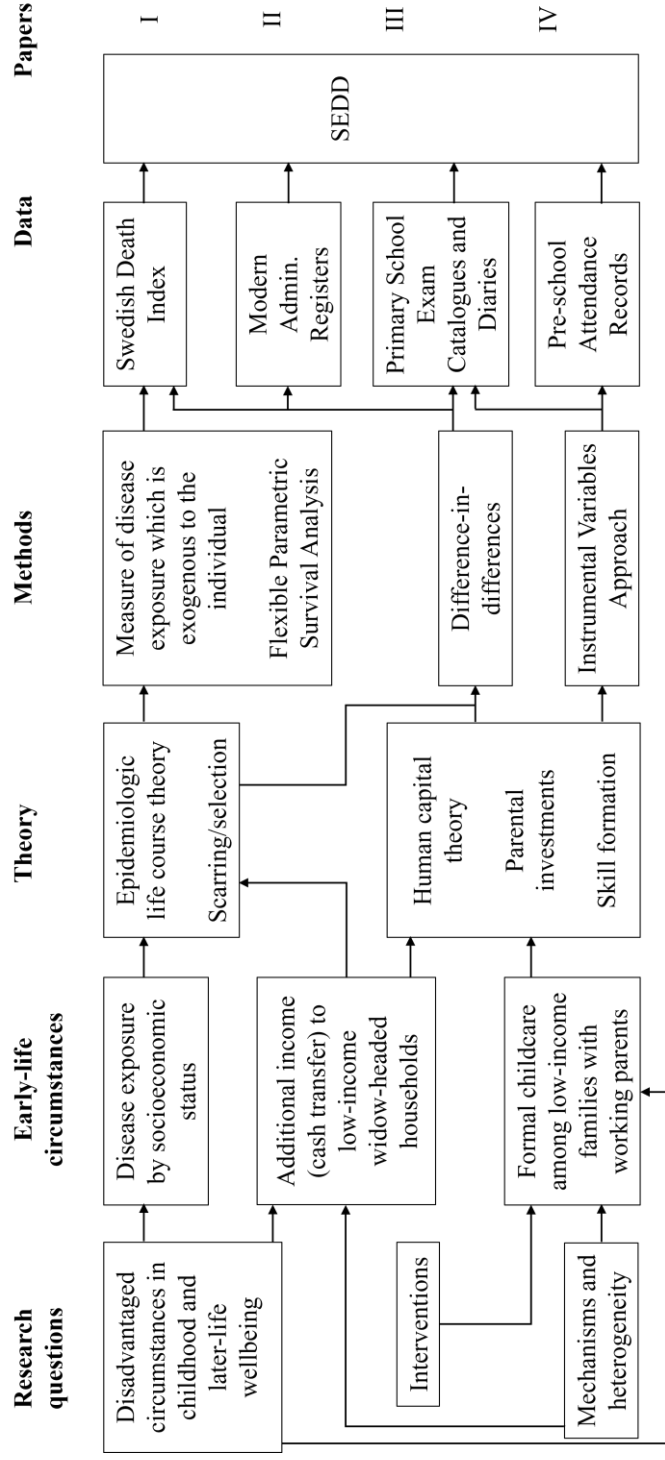 Research
questions
Early-life
circumstances
Theory
Methods
Data
Papers
Disadvantaged
circumstances in
childhood and
later-life
wellbeing
Interventions
Mechanisms and
heterogeneity
Disease exposure
by socioeconomic
status
Additional income
(cash transfer) to
low-income
widow-headed
households
Formal childcare
among low-income
families with
working parents
Epidemiologic
life course theory
Scarring/selection
Human capital
theory
Parental
investments
Skill formation
Measure of disease
exposure which is
exogenous to the
individual
Flexible Parametric
Survival Analysis
Difference-in-
differences
Instrumental Variables
Approach
Swedish Death
Index
Modern
Admin.
Registers
Primary School
Exam
Catalogues and
Diaries
Pre-school
Attendance
Records
SEDD
I
II
III
IV